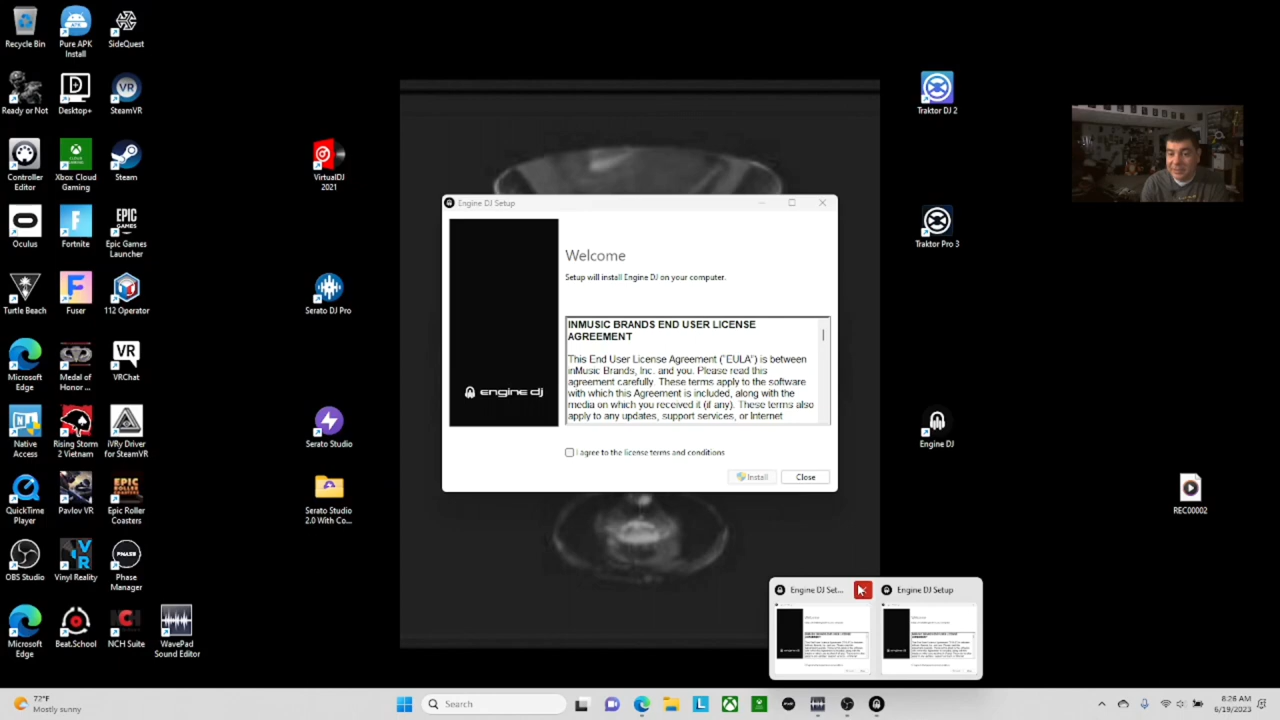 Recycle Bin
Pure APK
Install
SideQuest
Ready or Not
Desktop+
SteamVR
Controller
Editor
Xbox Cloud
Gaming
Steam
Oculus
Fortnite
Epic Games
Launcher
Turtle Beach
Fuser
112 Operator
Microsoft
Edge
Medal of
Honor ...
VRChat
Native
Access
Rising Storm
2 Vietnam
iVRy Driver
for SteamVR
QuickTime
Player
Pavlov VR
Epic Roller
Coasters
OBS Studio
Vinyl Reality
Phase
Manager
Microsoft
Edge
Beat.School
WavePad
Sound Editor
VirtualDJ
2021
Serato DJ Pro
Serato Studio
Serato Studio
2.0 With Co...
Engine DJ Setup
Welcome
Setup will install Engine DJ on your computer.
INMUSIC BRANDS END USER LICENSE
AGREEMENT
This End User License Agreement ("EULA") is between
inMusic Brands, Inc. and you. Please read this
agreement carefully. These terms apply to the software
with which this Agreement is included, along with the
media on which you received it (if any). These terms also
apply to any updates, support services, or Internet
engine dj
I agree to the license terms and conditions
Install
Close
Traktor DJ 2
Traktor Pro 3
Engine DJ
REC00002
Engine DJ Set...
Engine DJ Setup
72°F
Mostly sunny
Search
8:26 AM
6/19/2023